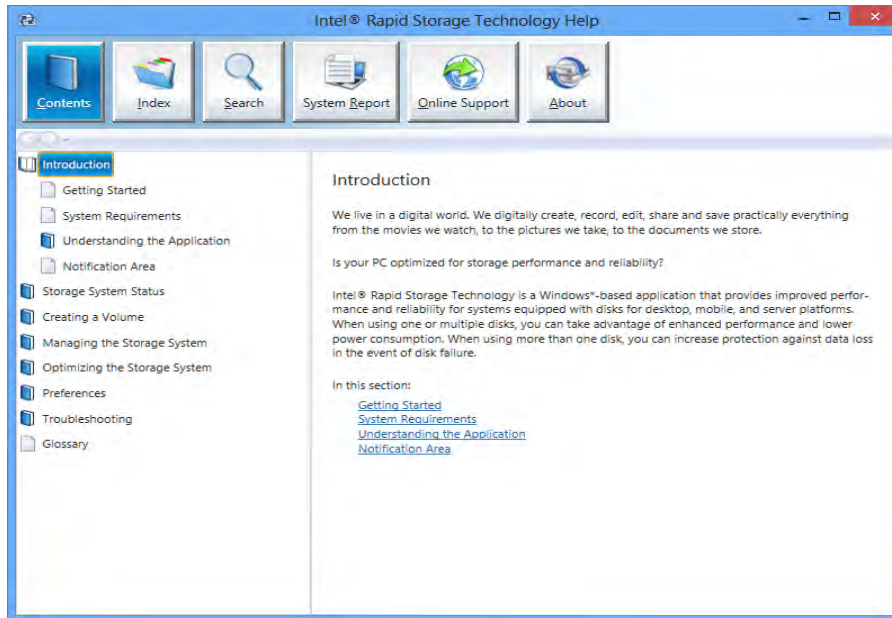 Intel® Rapid Storage Technology Help
Contents
Index
Search
System Report
Online Support
About
Introduction
Getting Started
System Requirements
Understanding the Application
Notification Area
Storage System Status
Creating a Volume
Managing the Storage System
Optimizing the Storage System
Preferences
Troubleshooting
Glossary
Introduction
We live in a digital world. We digitally create, record, edit, share and save practically everything
from the movies we watch, to the pictures we take, to the documents we store.
Is your PC optimized for storage performance and reliability?
Intel® Rapid Storage Technology is a Windows*-based application that provides improved perfor-
mance and reliability for systems equipped with disks for desktop, mobile, and server platforms.
When using one or multiple disks, you can take advantage of enhanced performance and lower
power consumption. When using more than one disk, you can increase protection against data loss
in the event of disk failure.
In this section:
Getting Started
System Requirements
Understanding the Application
Notification Area